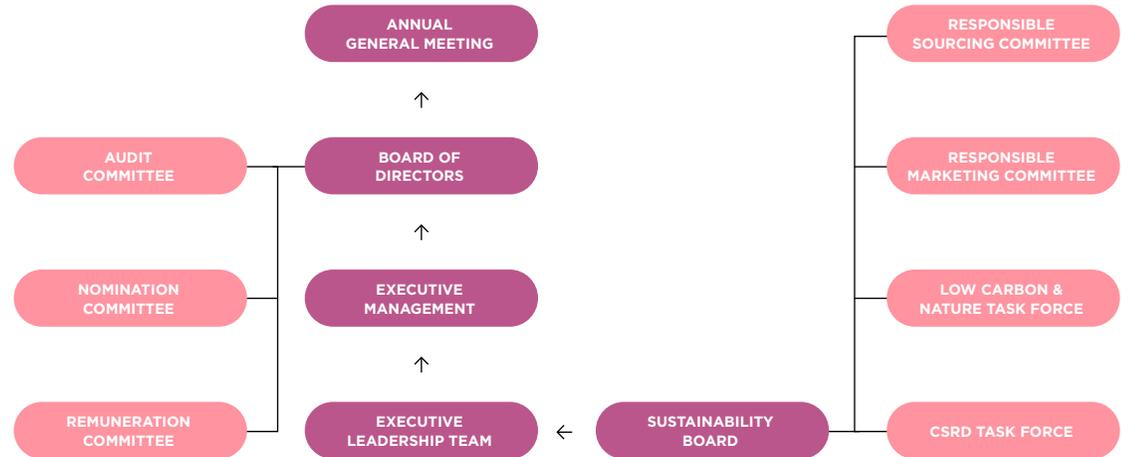 ANNUAL
GENERAL MEETING
RESPONSIBLE
SOURCING COMMITTEE
AUDIT
COMMITTEE
BOARD OF
DIRECTORS
RESPONSIBLE
MARKETING COMMITTEE
NOMINATION
COMMITTEE
EXECUTIVE
MANAGEMENT
LOW CARBON &
NATURE TASK FORCE
REMUNERATION
COMMITTEE
EXECUTIVE
LEADERSHIP TEAM
SUSTAINABILITY
BOARD
CSRD TASK FORCE